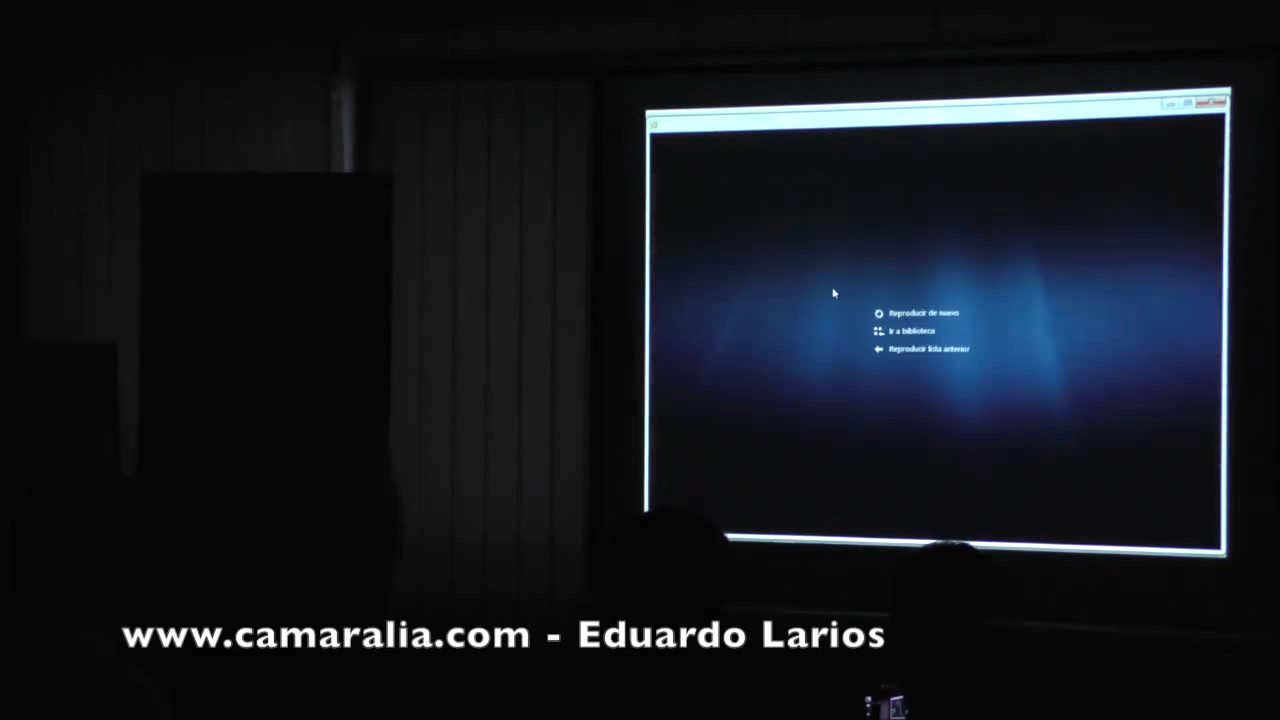 Reproducir de nuevo
Ir a biblioteca
Reproducir lista anterior
www.camaralia.com - Eduardo Larios